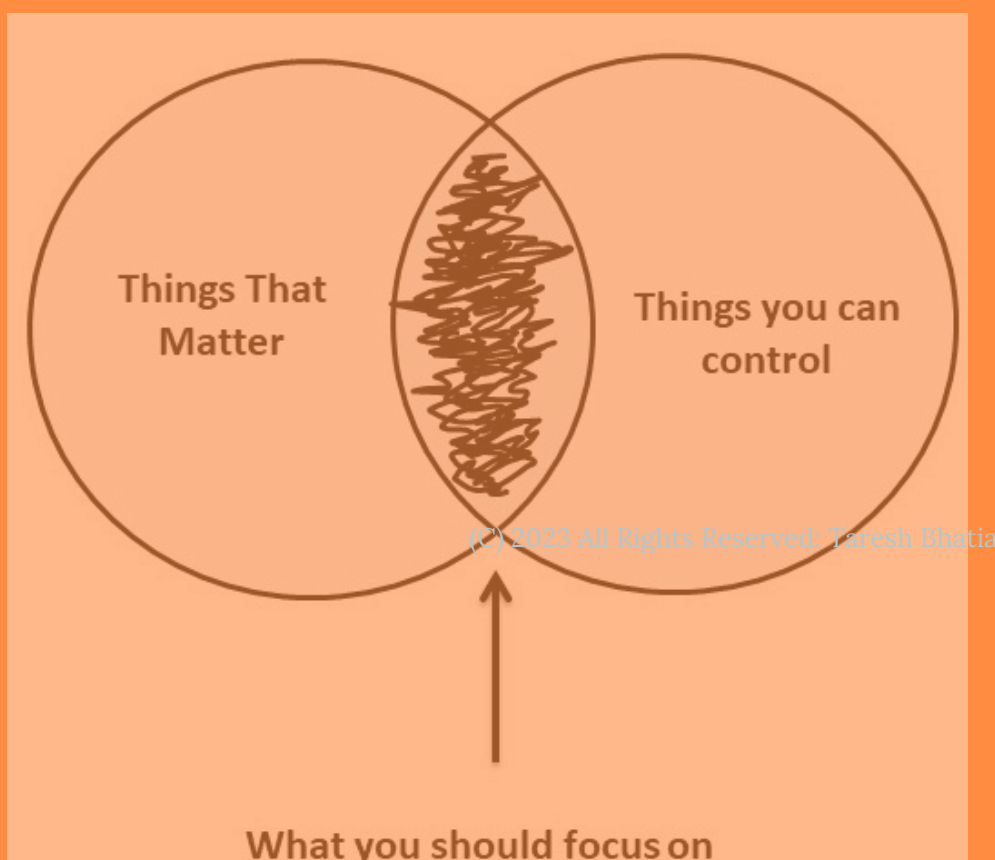 Things That
Matter
Things you can
control
(C) 2023 All Rights Reserved: Taresh Bhatia
What you should focus on